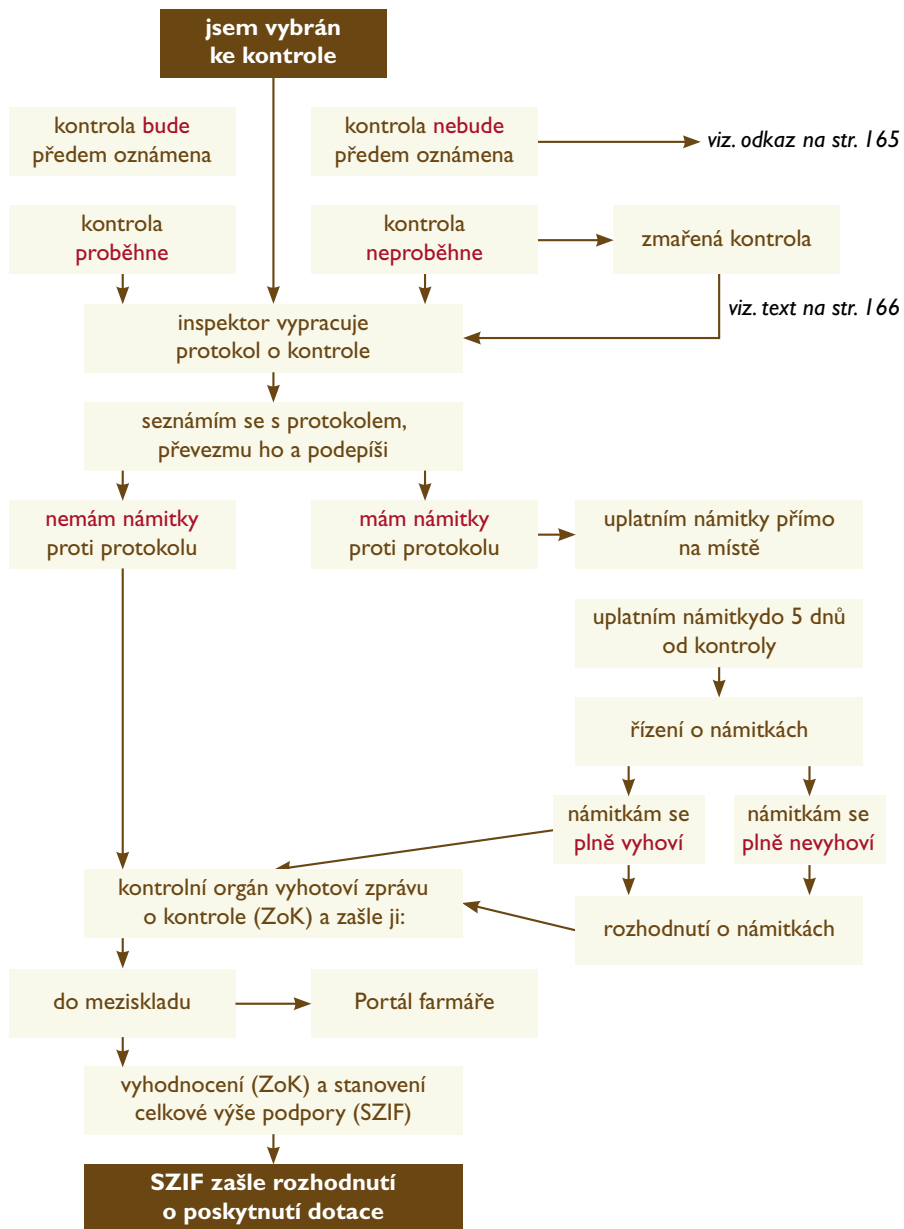 jsem vybrán
ke kontrole
kontrola bude
předem oznámena
kontrola nebude
předem oznámena
viz. odkaz na str. 165
kontrola
proběhne
kontrola
neproběhne
zmařená kontrola
viz. text na str. 166
inspektor vypracuje
protokol o kontrole
seznámím se s protokolem,
převezmu ho a podepíši
nemám námitky
proti protokolu
mám námitky
proti protokolu
uplatním námitky přímo
na místě
uplatním námitkydo 5 dnů
od kontroly
řízení o námitkách
námitkám se
plně vyhoví
námitkám se
plně nevyhoví
kontrolní orgán vyhotoví zprávu
o kontrole (ZoK) a zašle ji:
rozhodnutí o námitkách
do meziskladu
Portál farmáře
vyhodnocení (ZoK) a stanovení
celkové výše podpory (SZIF)
SZIF zašle rozhodnutí
o poskytnutí dotace